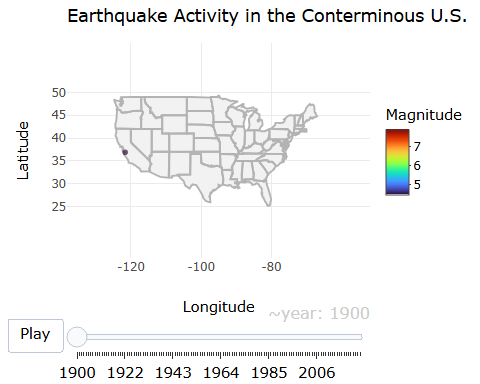 Earthquake Activity in the Conterminous U.S.
50
45
40
35
30
25
Latitude
-120 -100 -80
Longitude
Magnitude
7
6
5
~year: 1900
Play
1900 1922 1943 1964 1985 2006